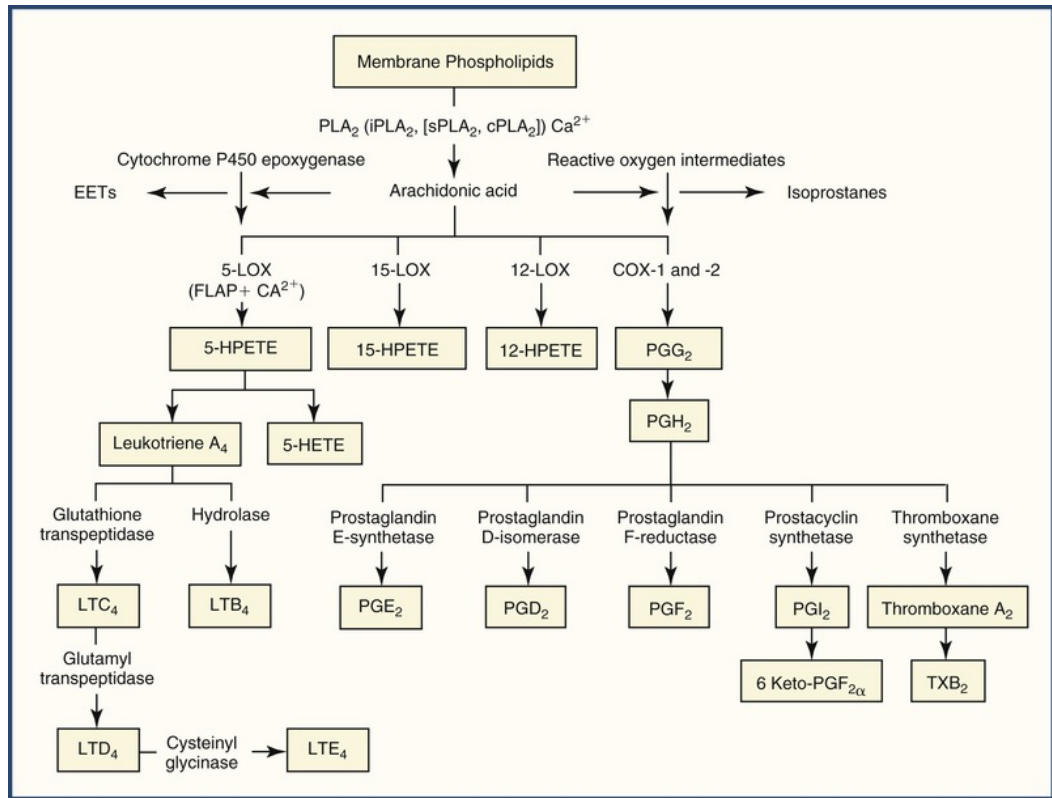 Membrane Phospholipids
PLA₂ (iPLA₂, [sPLA₂, cPLA₂]) Ca²⁺
Cytochrome P450 epoxygenase
Reactive oxygen intermediates
EETs
Arachidonic acid
Isoprostanes
5-LOX
(FLAP+ CA²⁺)
15-LOX
12-LOX
COX-1 and -2
5-HPETE
15-HPETE
12-HPETE
PGG₂
PGH₂
Leukotriene A₄
5-HETE
Glutathione
transpeptidase
Hydrolase
Prostaglandin
E-synthetase
Prostaglandin
D-isomerase
Prostaglandin
F-reductase
Prostacyclin
synthetase
Thromboxane
synthetase
LTC₄
LTB₄
PGE₂
PGD₂
PGF₂
PGI₂
Thromboxane A₂
Glutamyl
transpeptidase
6 Keto-PGF₂α
TXB₂
LTD₄
Cysteinyl
glycinase
LTE₄